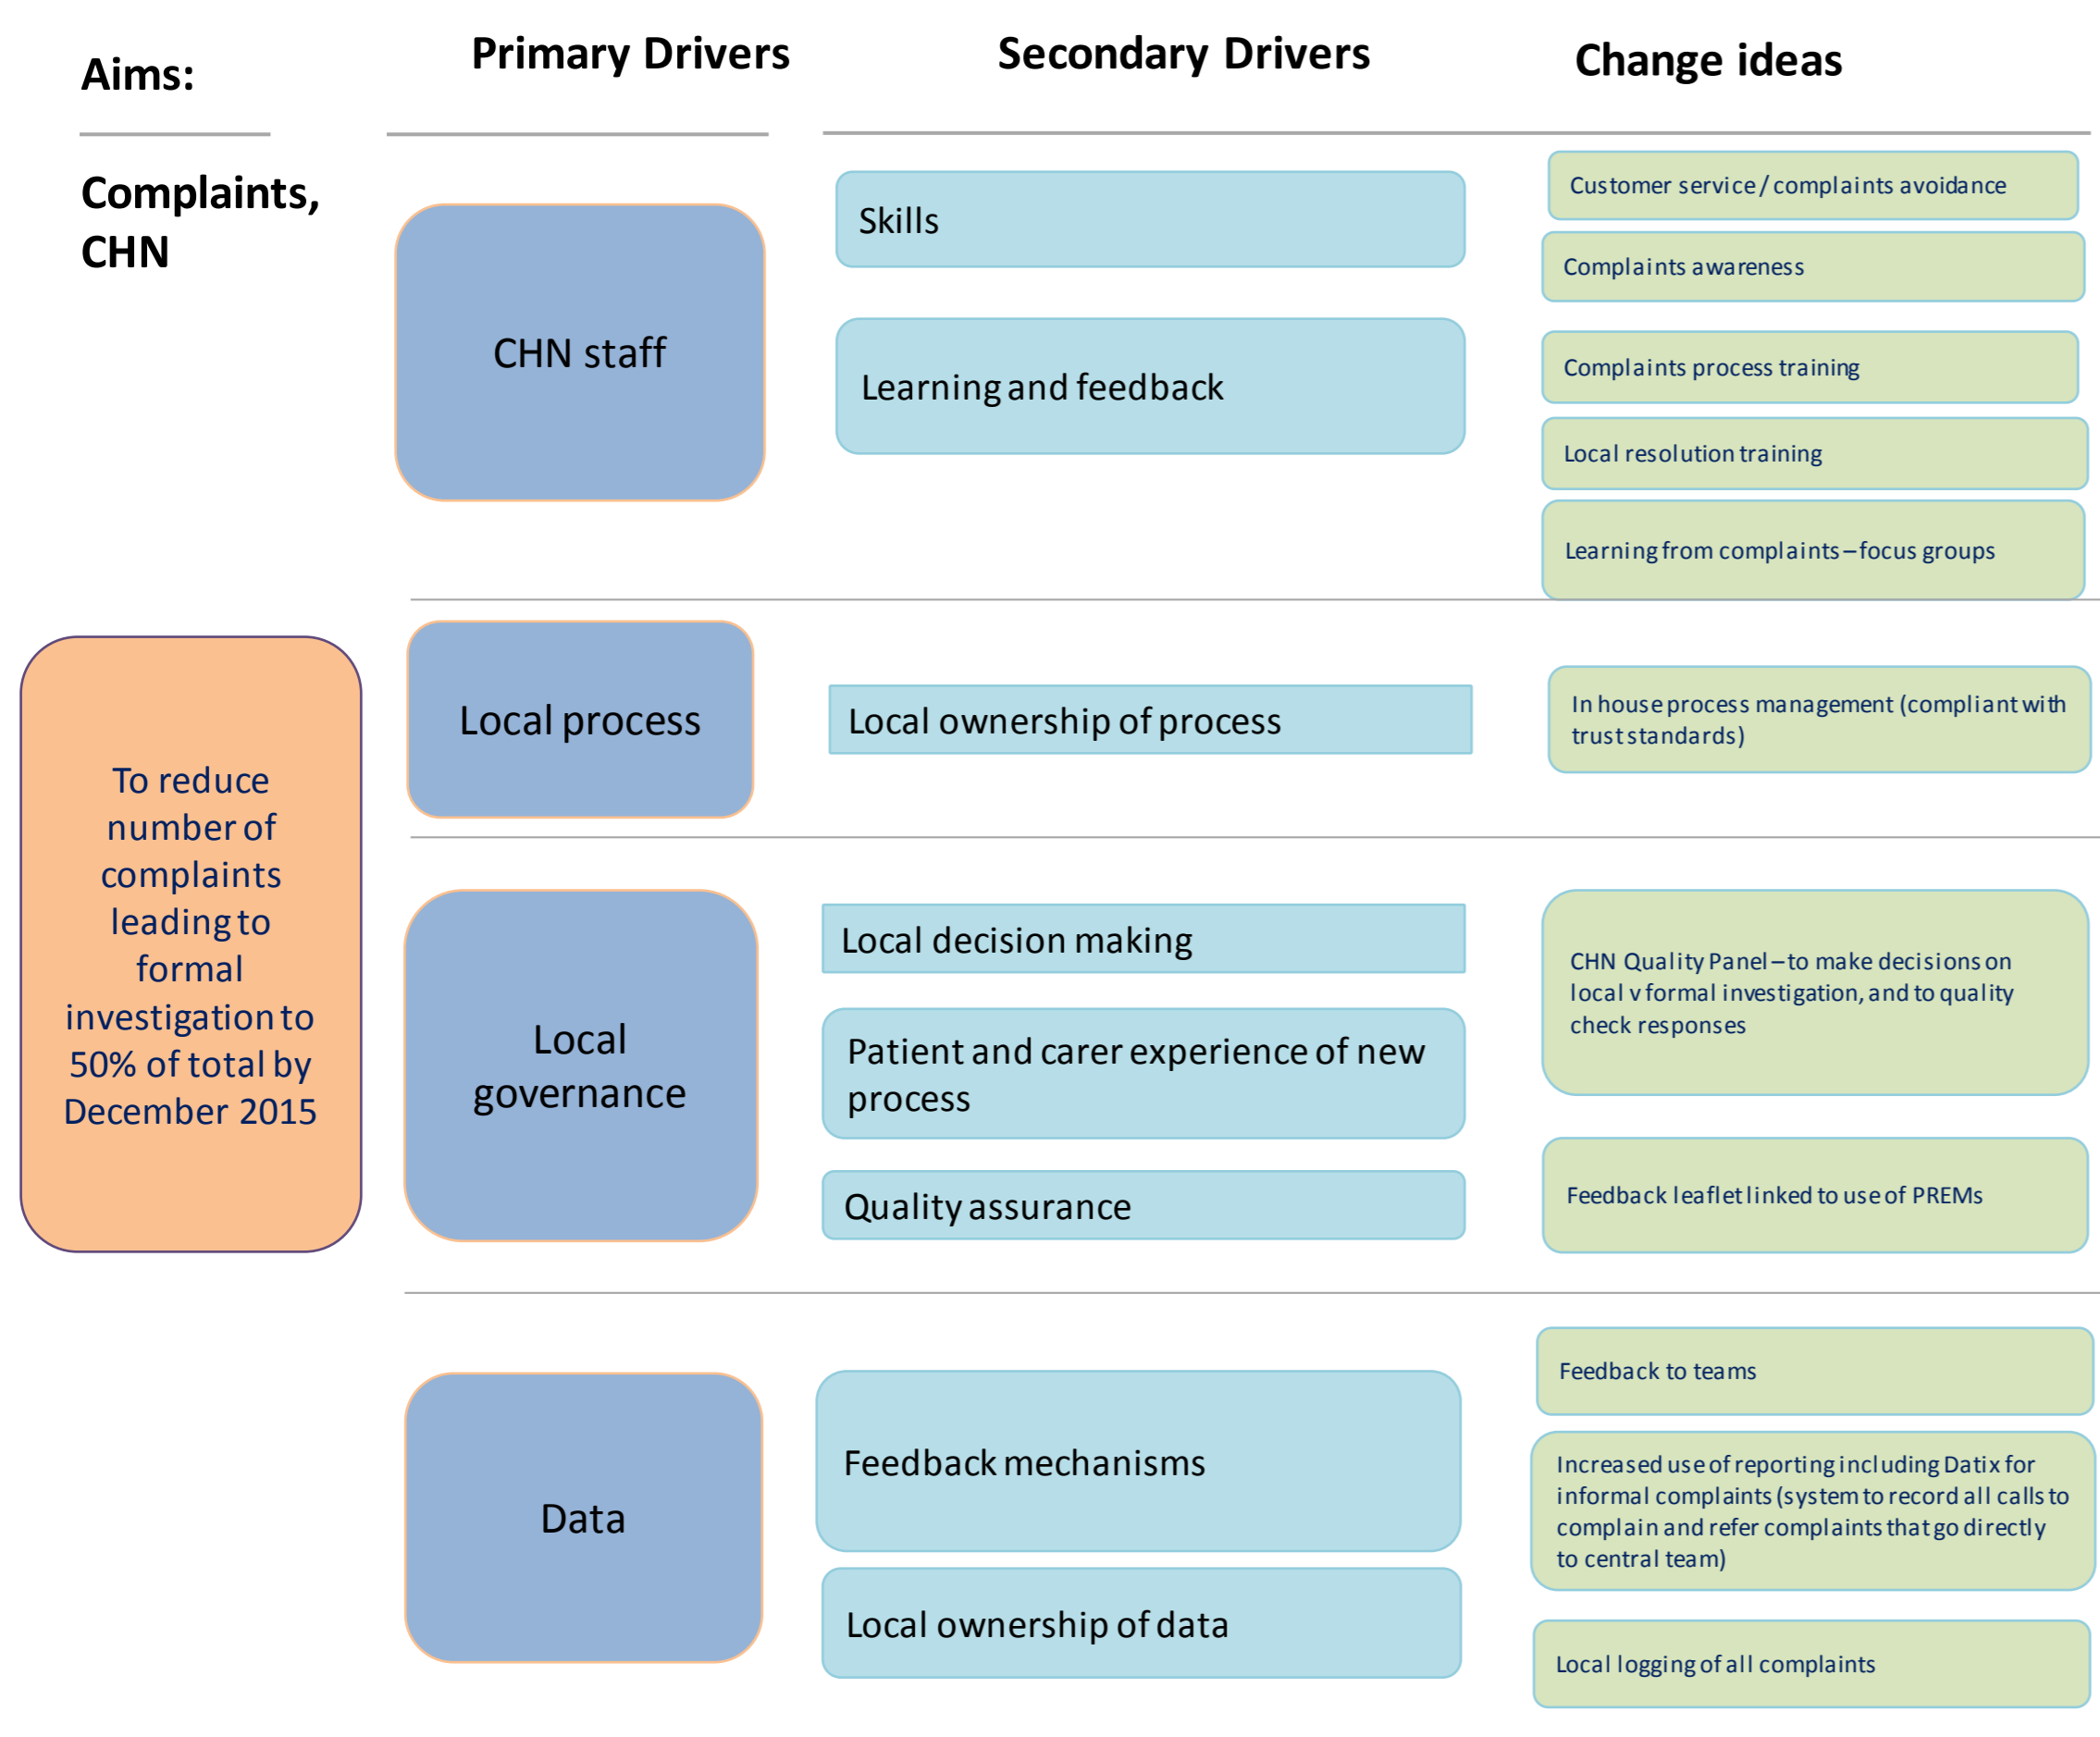 Aims:
Primary Drivers
Secondary Drivers
Change ideas
Complaints,
CHN
To reduce
number of
complaints
leading to
formal
investigation to
50% of total by
December 2015
CHN staff
Skills
Learning and feedback
Customer service / complaints avoidance
Complaints awareness
Complaints process training
Local resolution training
Learning from complaints – focus groups
Local process
Local ownership of process
In house process management (compliant with
trust standards)
Local
governance
Local decision making
Patient and carer experience of new
process
Quality assurance
CHN Quality Panel – to make decisions on
local v formal investigation, and to quality
check responses
Feedback leaflet linked to use of PREMs
Data
Feedback mechanisms
Local ownership of data
Feedback to teams
Increased use of reporting including Datix for
informal complaints (system to record all calls to
complain and refer complaints that go directly
to central team)
Local logging of all complaints